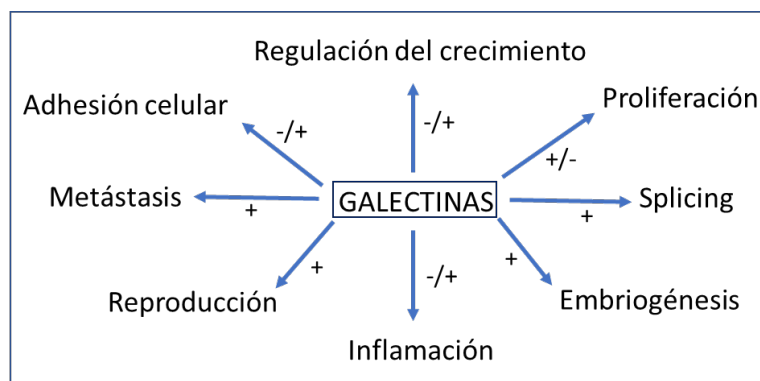 Regulación del crecimiento
Adhesión celular
Proliferación
-/+
-/+
+/-
Metástasis
+
GALECTINAS
+
Splicing
Reproducción
+
-/+
+
Embriogénesis
Inflamación